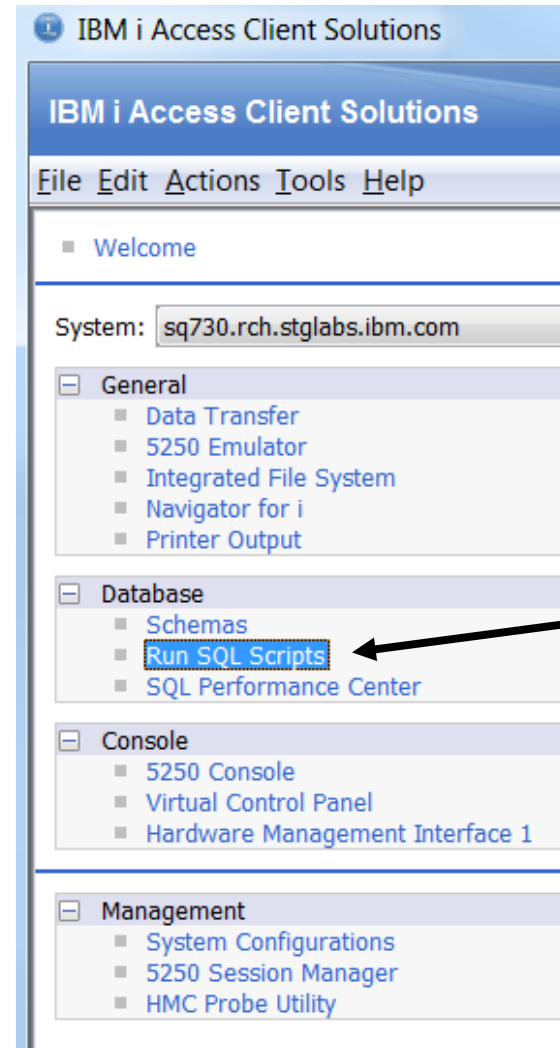 IBM i Access Client Solutions
IBM i Access Client Solutions
File Edit Actions Tools Help
Welcome
System: sq730.rch.stglabs.ibm.com
General
Data Transfer
5250 Emulator
Integrated File System
Navigator for i
Printer Output
Database
Schemas
Run SQL Scripts
SQL Performance Center
Console
5250 Console
Virtual Control Panel
Hardware Management Interface 1
Management
System Configurations
5250 Session Manager
HMC Probe Utility